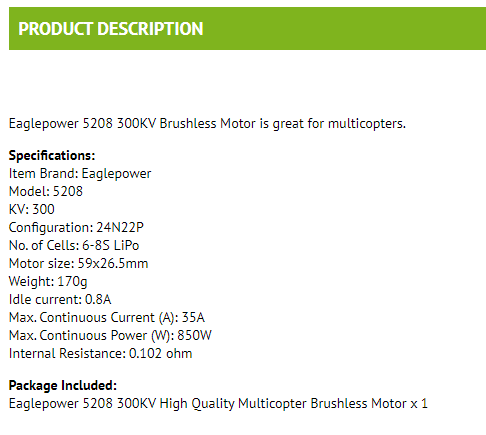 PRODUCT DESCRIPTION
Eaglepower 5208 300KV Brushless Motor is great for multicopters.
Specifications:
Item Brand: Eaglepower
Model: 5208
KV: 300
Configuration: 24N22P
No. of Cells: 6-8S LiPo
Motor size: 59x26.5mm
Weight: 170g
Idle current: 0.8A
Max. Continuous Current (A): 35A
Max. Continuous Power (W): 850W
Internal Resistance: 0.102 ohm
Package Included:
Eaglepower 5208 300KV High Quality Multicopter Brushless Motor x 1